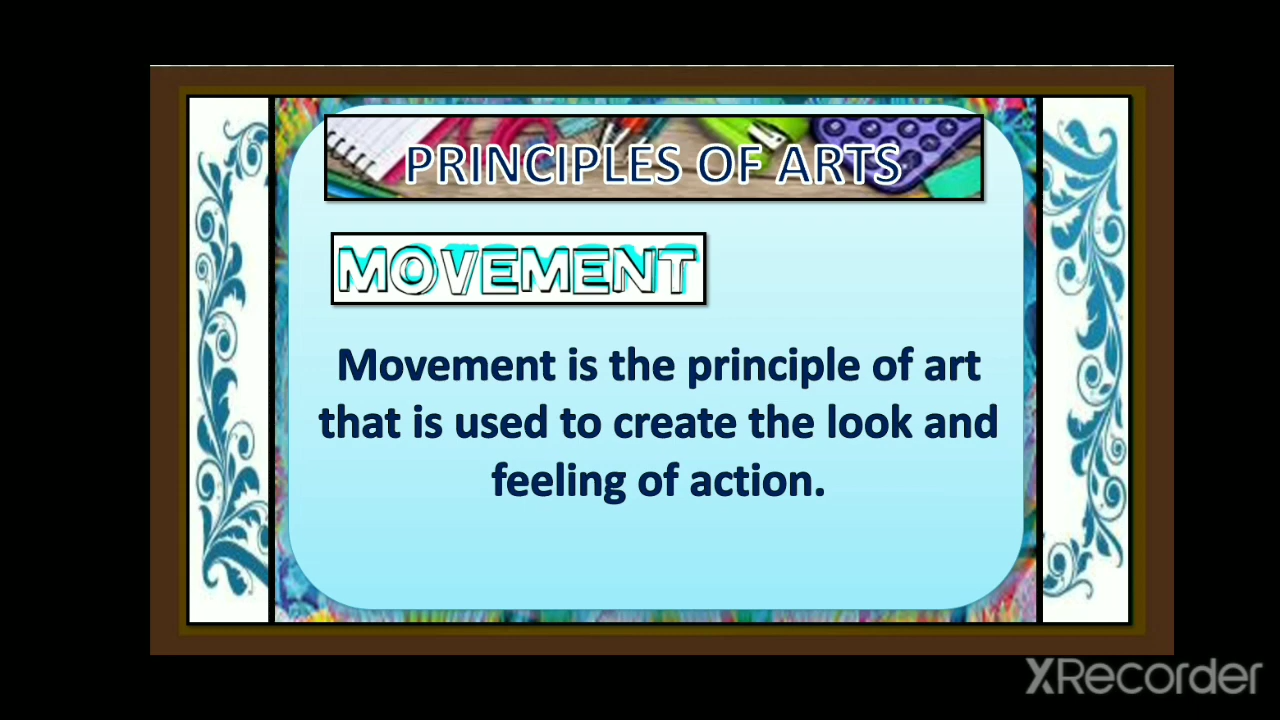 PRINCIPLES OF ARTS
MOVEMENT
Movement is the principle of art
that is used to create the look and
feeling of action.
XRecorder